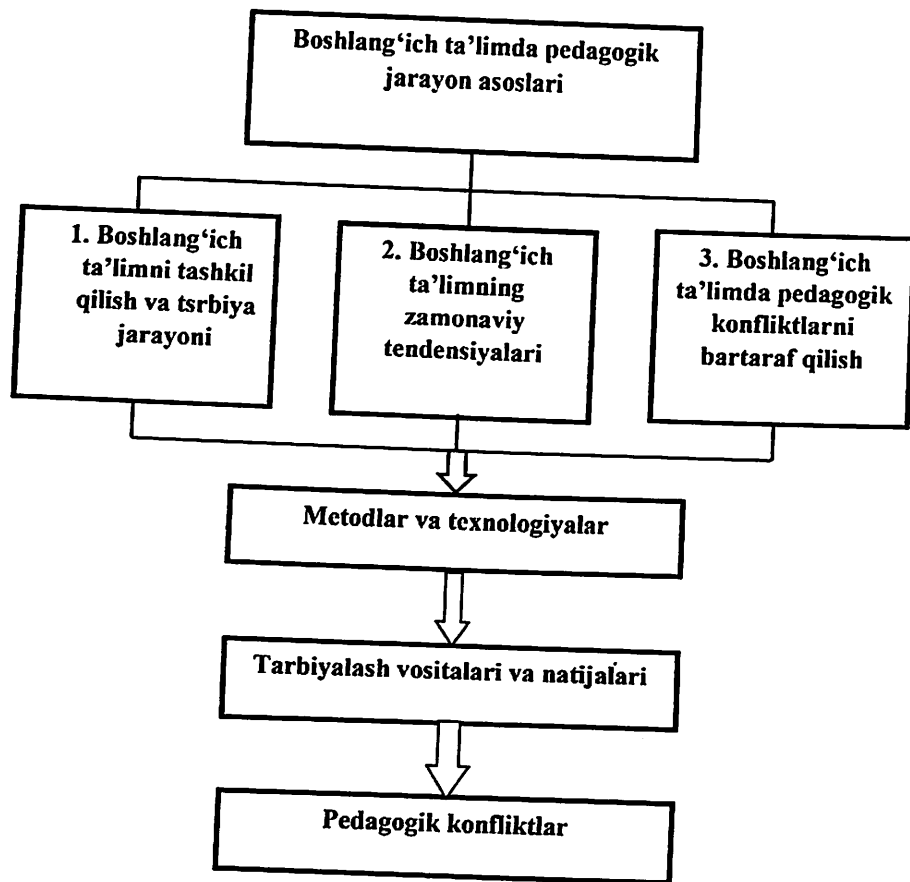 Boshlang‘ich ta’limda pedagogik
jarayon asoslari
1. Boshlang‘ich
ta’limni tashkil
qilish va tsrbiya
jarayoni
2. Boshlang‘ich
ta’limning
zamonaviy
tendensiyalari
3. Boshlang‘ich
ta’limda pedagogik
konfliktlarni
bartaraf qilish
Metodlar va texnologiyalar
Tarbiyalash vositalari va natijalari
Pedagogik konfliktlar